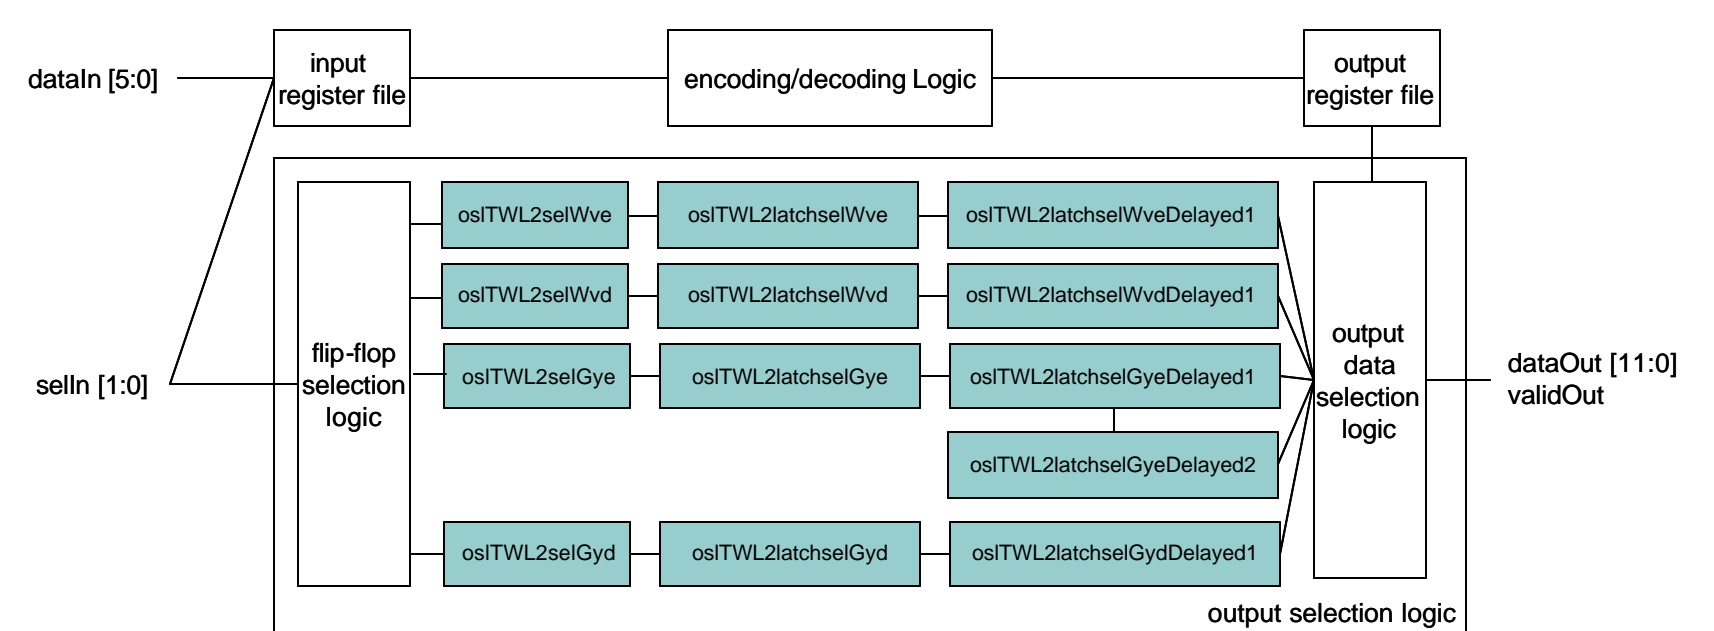 dataIn [5:0]
input
register file
encoding/decoding Logic
output
register file
selIn [1:0]
flip-flop
selection
logic
oslTWL2selWve
oslTWL2latchselWve
oslTWL2latchselWveDelayed1
oslTWL2selWvd
oslTWL2latchselWvd
oslTWL2latchselWvdDelayed1
oslTWL2selGye
oslTWL2latchselGye
oslTWL2latchselGyeDelayed1
oslTWL2latchselGyeDelayed2
oslTWL2selGyd
oslTWL2latchselGyd
oslTWL2latchselGydDelayed1
output
data
selection
logic
dataOut [11:0]
validOut
output selection logic